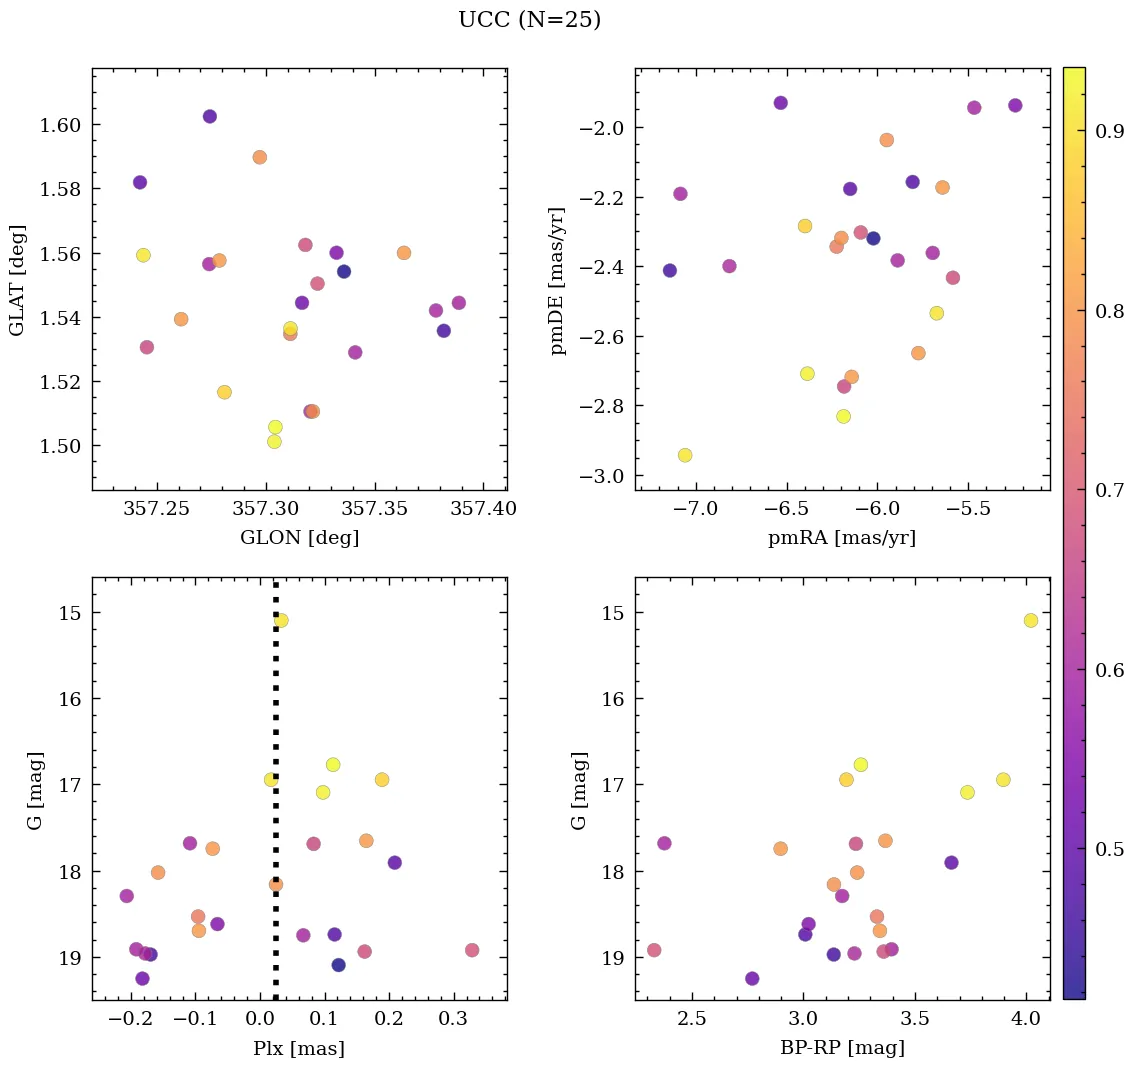 UCC (N=25)
1.60
1.58
1.56
1.54
1.52
1.50
GLAT [deg]
357.25 357.30 357.35 357.40
GLON [deg]
−2.0
−2.2
−2.4
−2.6
−2.8
−3.0
pmDE [mas/yr]
−7.0 −6.5 −6.0 −5.5
pmRA [mas/yr]
0.9
0.8
0.7
0.6
0.5
15
16
17
18
19
G [mag]
−0.2 −0.1 0.0 0.1 0.2 0.3
Plx [mas]
15
16
17
18
19
G [mag]
2.5 3.0 3.5 4.0
BP-RP [mag]